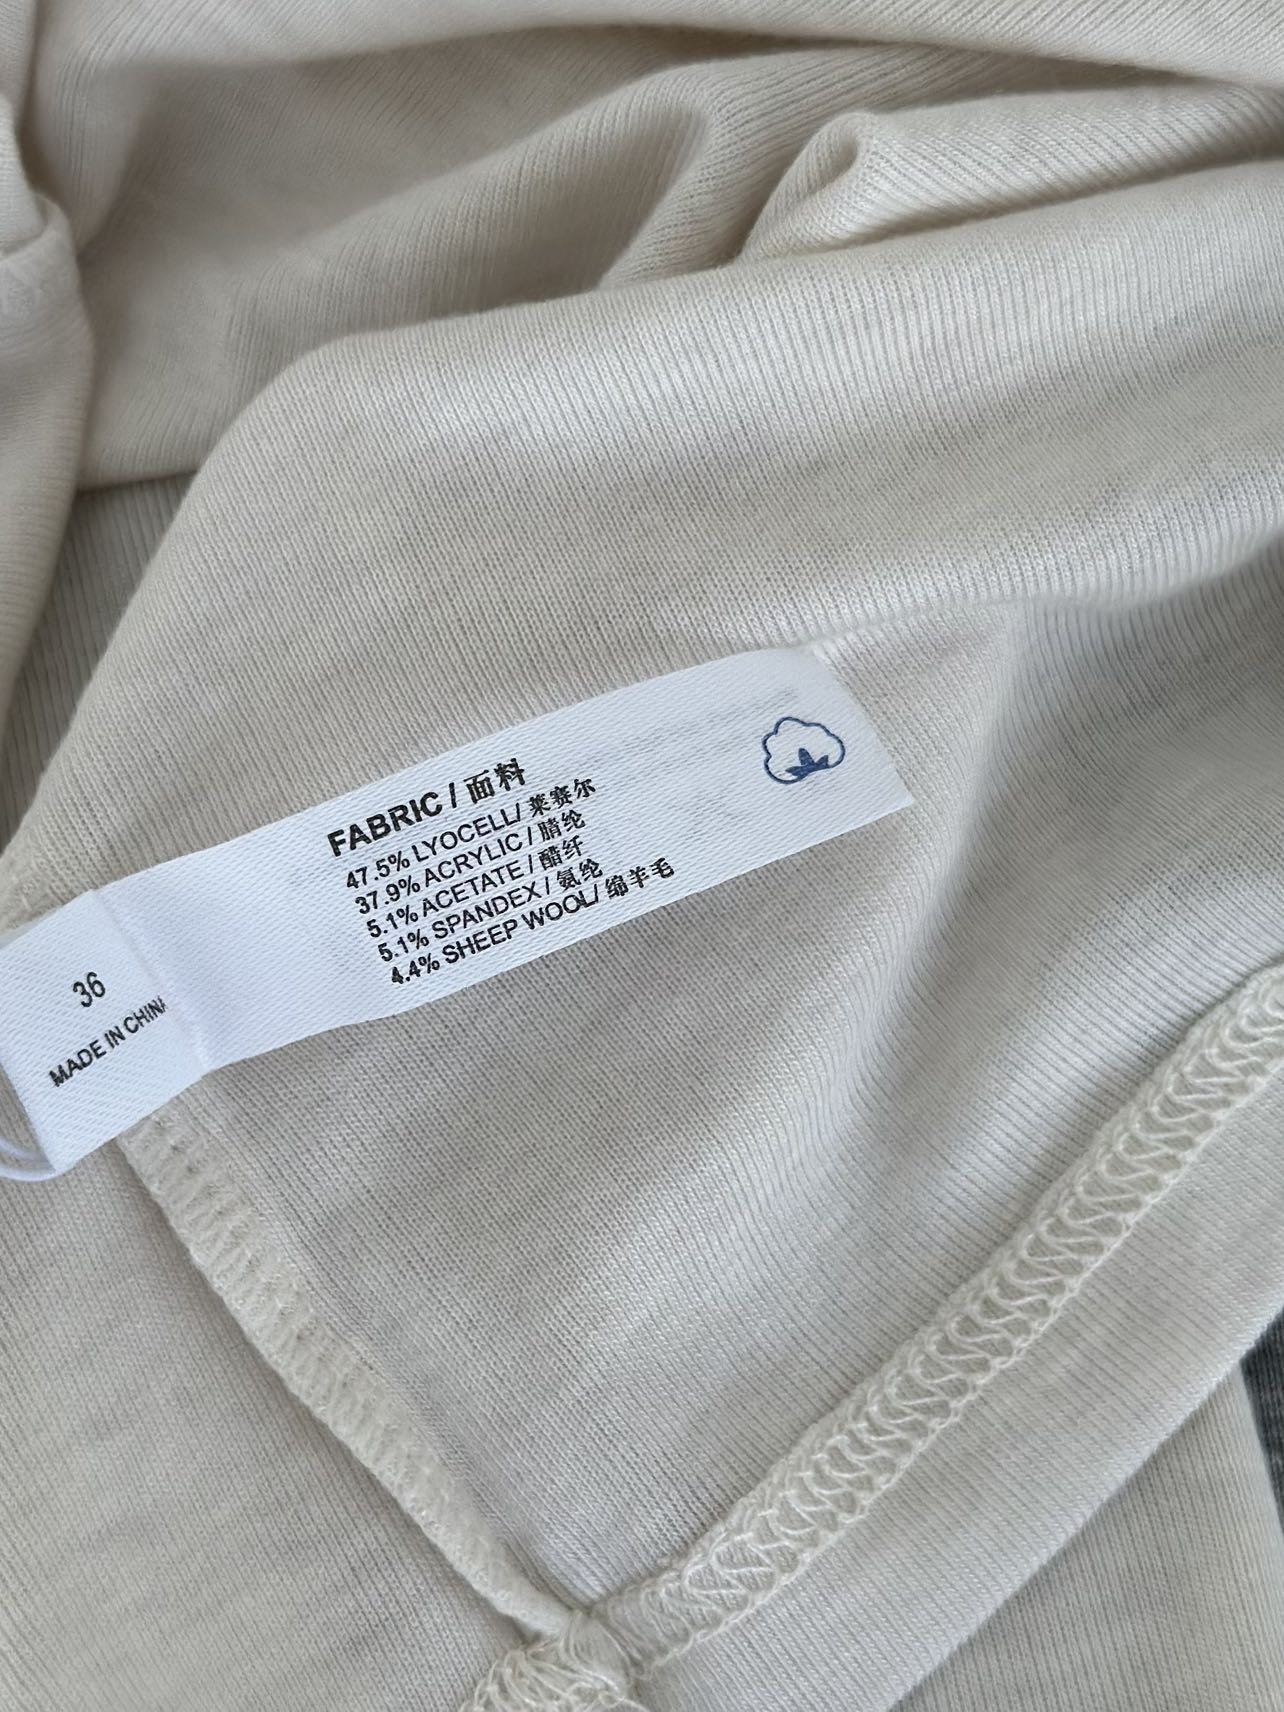 FABRIC / 面料
47.5% LYOCELL/ 莱赛尔
37.9% ACRYLIC / 腈纶
5.1% ACETATE / 醋纤
5.1% SPANDEX / 氨纶
4.4% SHEEP WOOL/ 绵羊毛
36
MADE IN CHINA